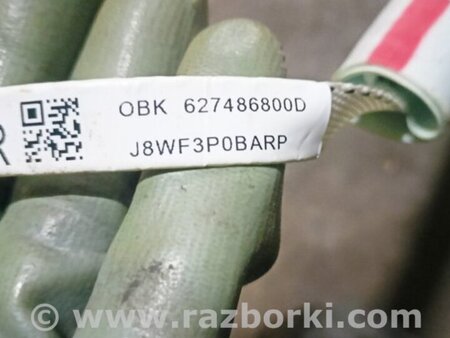 R
OBK 627486800D
J8WF3P0BARP
© www.razborki.com